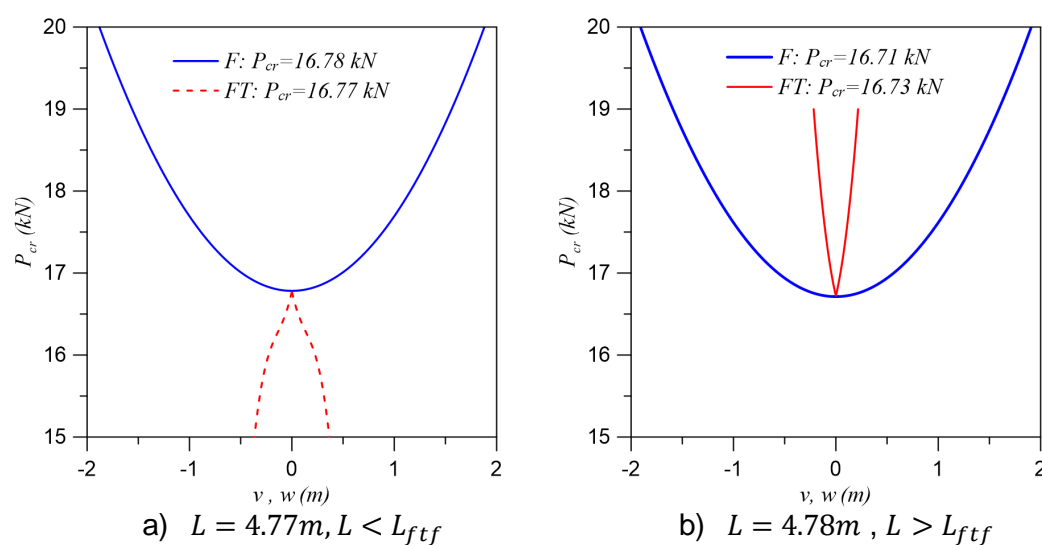 20
19
18
17
16
15
P_cr (kN)
F: P_cr=16.78 kN
FT: P_cr=16.77 kN
-2 -1 0 1 2
v , w (m)
a) L = 4.77m, L < L_ftf
20
19
18
17
16
15
P_cr (kN)
F: P_cr=16.71 kN
FT: P_cr=16.73 kN
-2 -1 0 1 2
v, w (m)
b) L = 4.78m , L > L_ftf